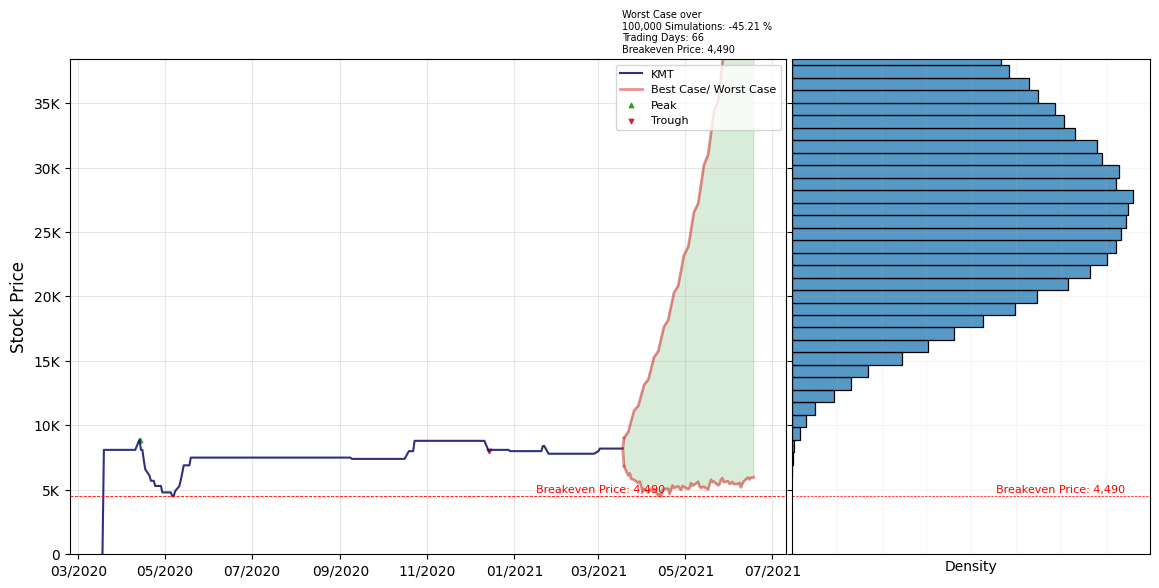 Worst Case over
100,000 Simulations: -45.21 %
Trading Days: 66
Breakeven Price: 4,490
KMT
Best Case/ Worst Case
Peak
Trough
Stock Price
35K
30K
25K
20K
15K
10K
5K
0
Breakeven Price: 4,490
Breakeven Price: 4,490
03/2020 05/2020 07/2020 09/2020 11/2020 01/2021 03/2021 05/2021 07/2021
Density